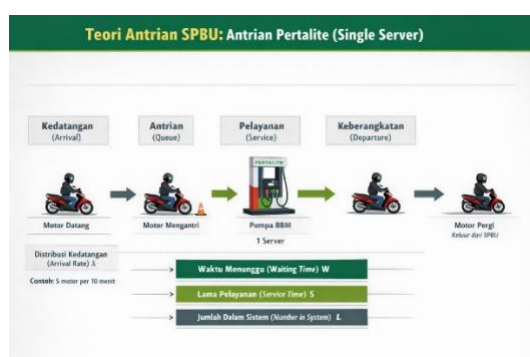 Teori Antrian SPBU: Antrian Pertalite (Single Server)
Kedatangan
(Arrival)
Antrian
(Queue)
Pelayanan
(Service)
Keberangkatan
(Departure)
PERTALITE
Motor Datang
Motor Mengantri
Pompa BBM
1 Server
Motor Pergi
Keluar dari SPBU
Distribusi Kedatangan
(Arrival Rate) λ
Contoh: 5 motor per 10 menit
Waktu Menunggu (Waiting Time) W
Lama Pelayanan (Service Time) S
Jumlah Dalam Sistem (Number in System) L